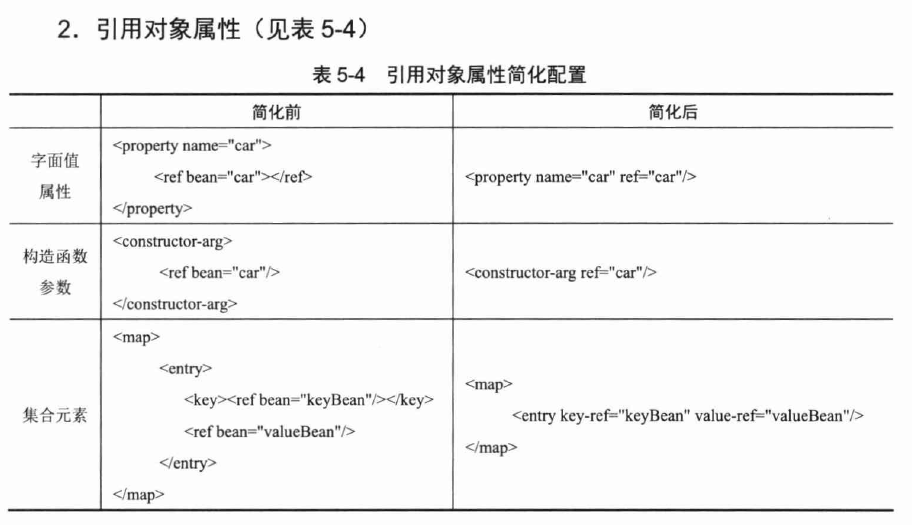 2．引用对象属性（见表 5-4）
表 5-4 引用对象属性简化配置
简化前 简化后
字面值
属性
<property name="car">
<ref bean="car"></ref>
</property>
<property name="car" ref="car"/>
构造函数
参数
<constructor-arg>
<ref bean="car"/>
</constructor-arg>
<constructor-arg ref="car"/>
集合元素
<map>
<entry>
<key><ref bean="keyBean"/></key>
<ref bean="valueBean"/>
</entry>
</map>
<map>
<entry key-ref="keyBean" value-ref="valueBean"/>
</map>